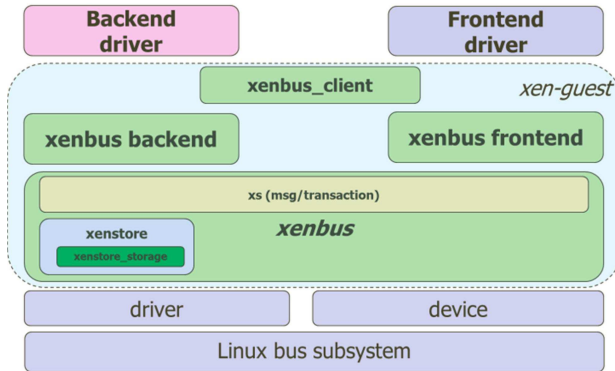 Backend
driver
Frontend
driver
xenbus_client
xen-guest
xenbus backend
xenbus frontend
xs (msg/transaction)
xenstore
xenbus
xenstore_storage
driver
device
Linux bus subsystem